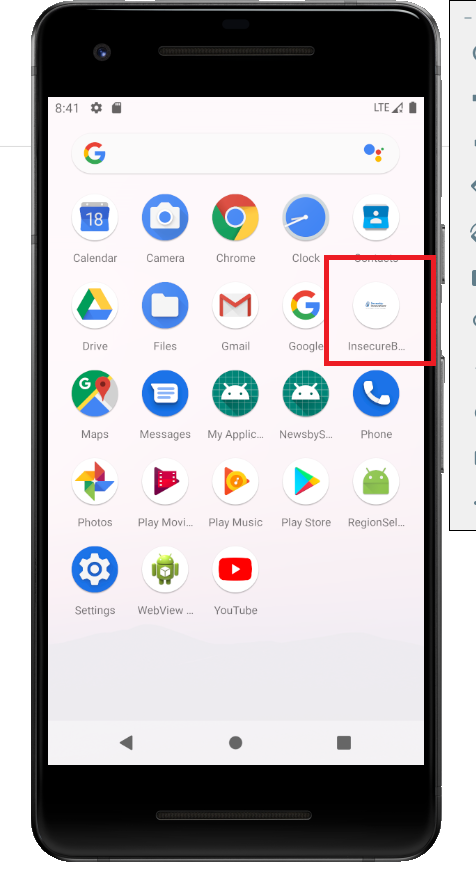 8:41 LTE
18
Calendar Camera Chrome Clock Contacts
Drive Files Gmail Google InsecureB...
Maps Messages My Applic... NewsbyS... Phone
Photos Play Movi... Play Music Play Store RegionSel...
Settings WebView ... YouTube